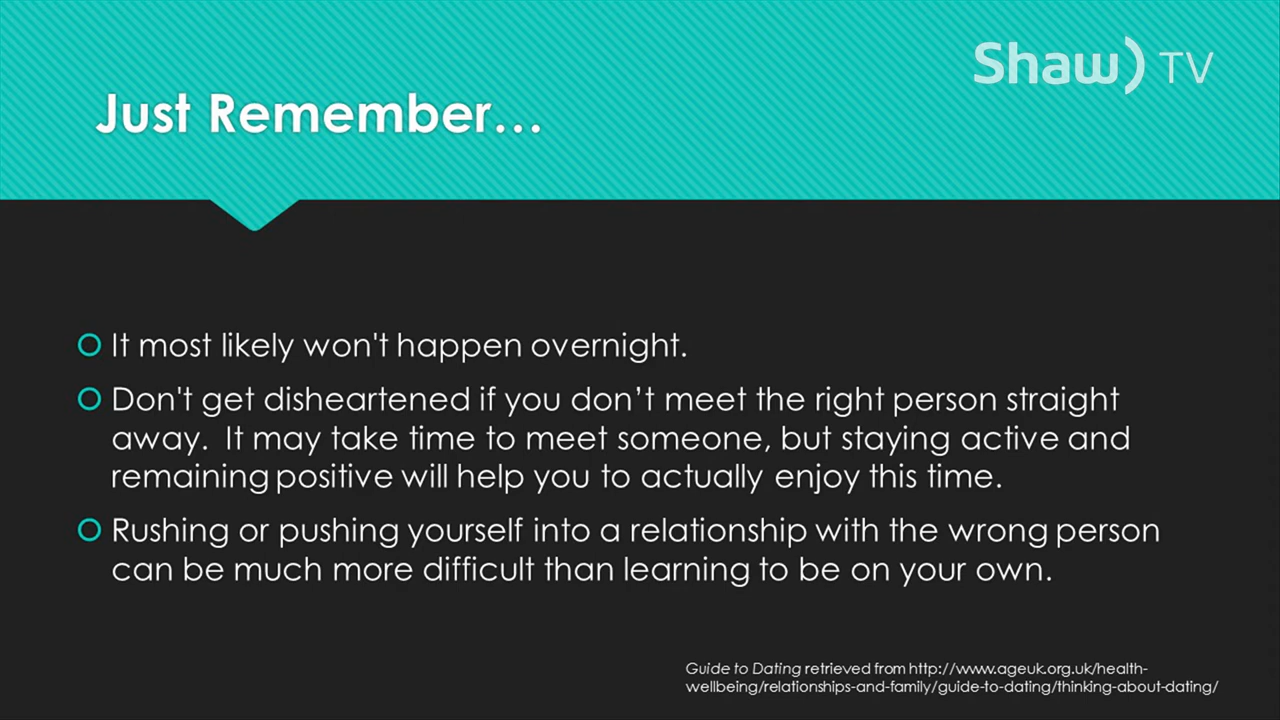 Shaw) TV
Just Remember…
It most likely won't happen overnight.
Don't get disheartened if you don’t meet the right person straight
away.  It may take time to meet someone, but staying active and
remaining positive will help you to actually enjoy this time.
Rushing or pushing yourself into a relationship with the wrong person
can be much more difficult than learning to be on your own.
Guide to Dating retrieved from http://www.ageuk.org.uk/health-
wellbeing/relationships-and-family/guide-to-dating/thinking-about-dating/